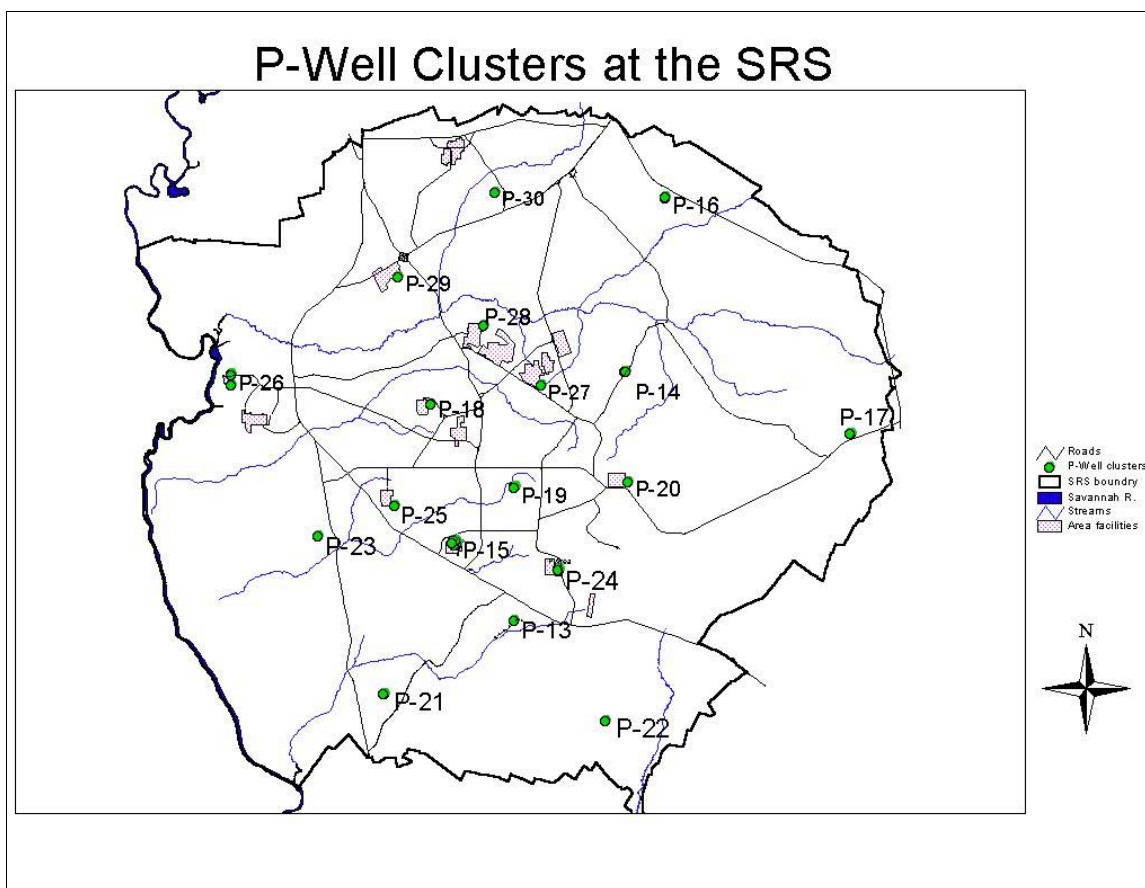 P-Well Clusters at the SRS
P-30
P-16
P-29
P-28
P-26
P-27
P-14
P-18
P-17
P-19
P-20
P-25
P-23
P-15
P-24
P-13
P-21
P-22
Roads
P-Well clusters
SRS boundry
Savannah R.
Streams
Area facilities
N